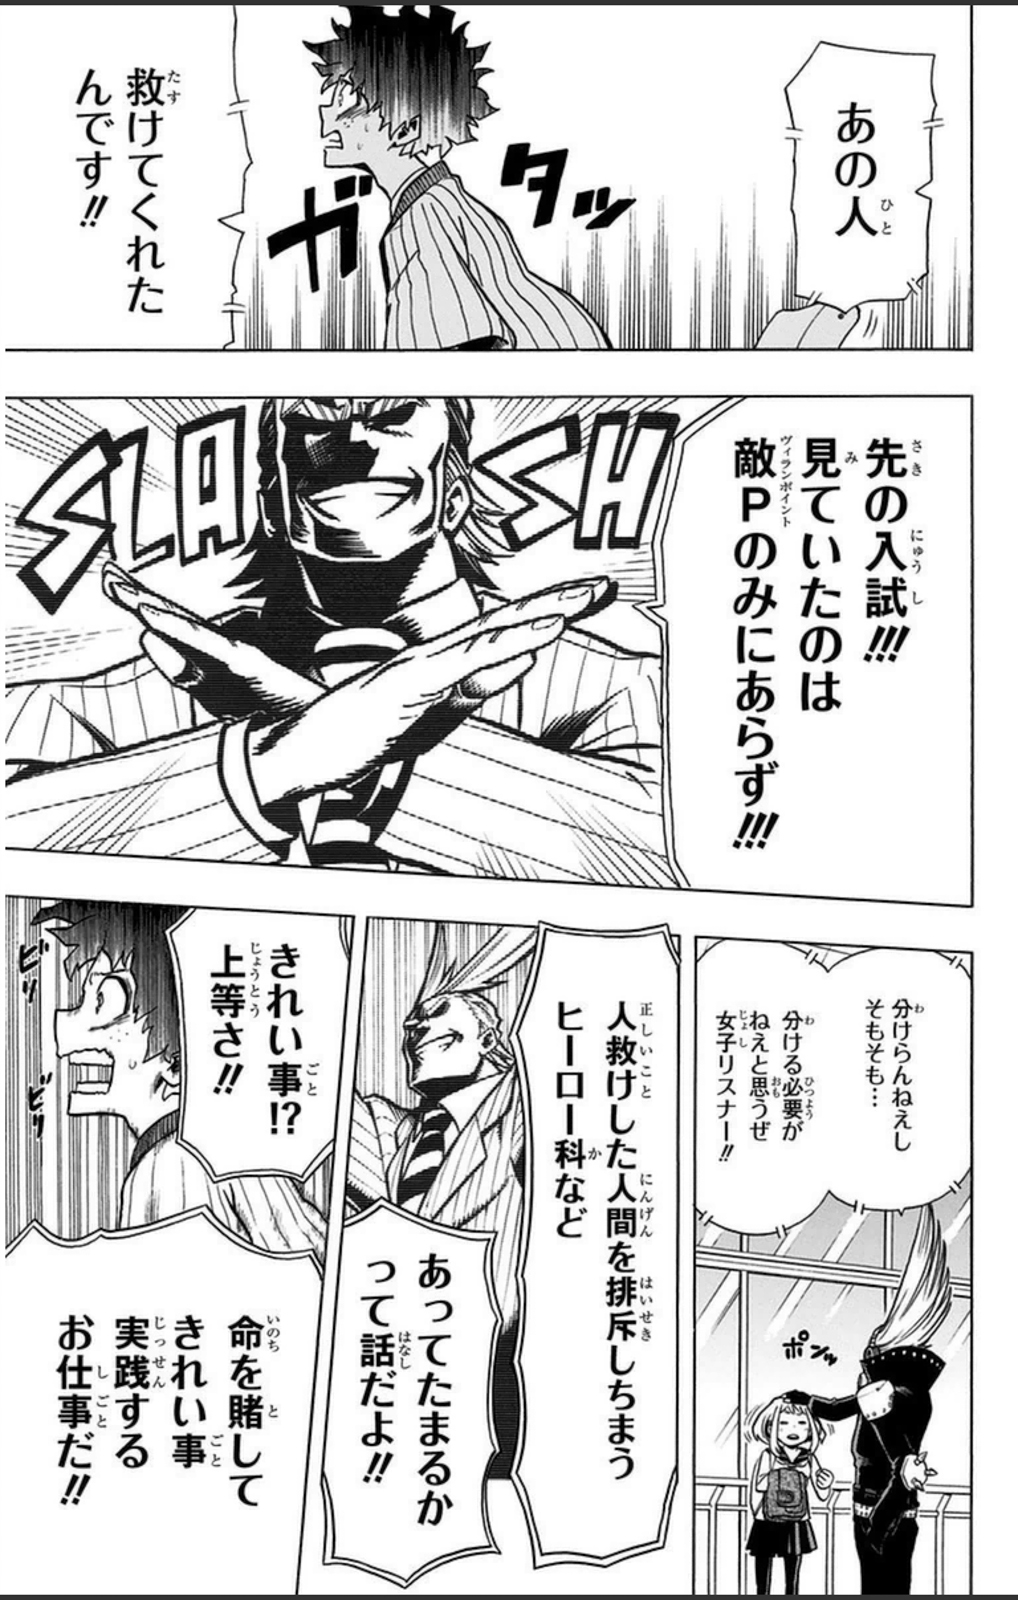 あの人
ガタッ
救けてくれた
んです!!
先の入試!!!
見ていたのは
敵Pのみにあらず!!!
SLASH
分けらんねえし
そもそも…
分ける必要が
ねえと思うぜ
女子リスナー!!
ポンッ
人救けした人間を排斥しちまう
ヒーロー科など
あってたまるか
って話だよ!!
きれい事!?
上等さ!!
ビリッ
ビリッ
命を賭して
きれい事
実践する
お仕事だ!!